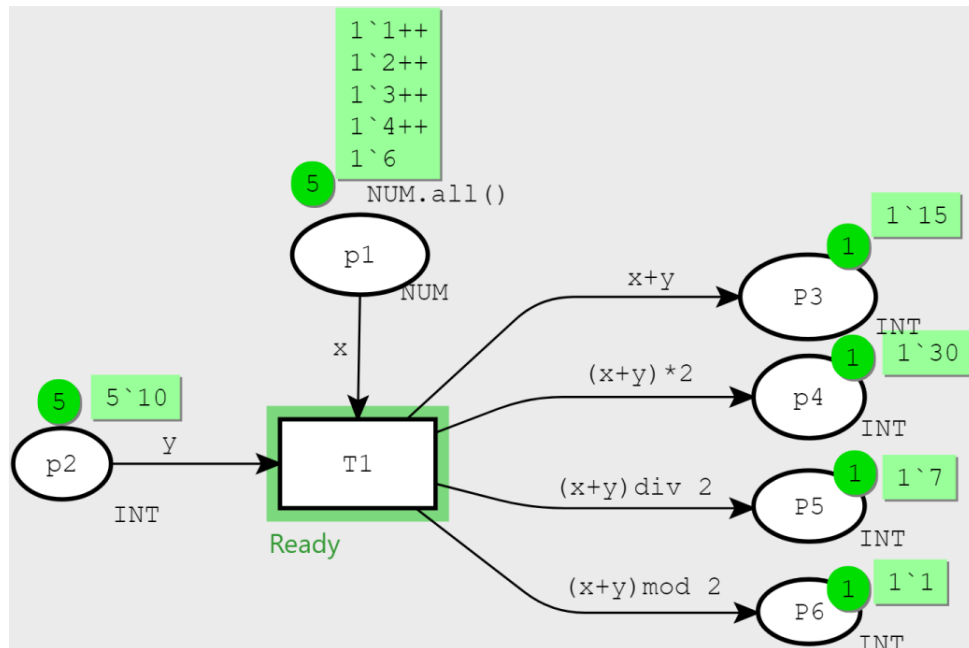 1`1++
1`2++
1`3++
1`4++
1`6
5
NUM.all()
p1
NUM
x
1`15
1
x+y
P3
INT
1`30
1
(x+y)*2
p4
INT
5
5`10
y
p2
INT
T1
Ready
1`7
1
(x+y)div 2
P5
INT
1`1
1
(x+y)mod 2
P6
INT